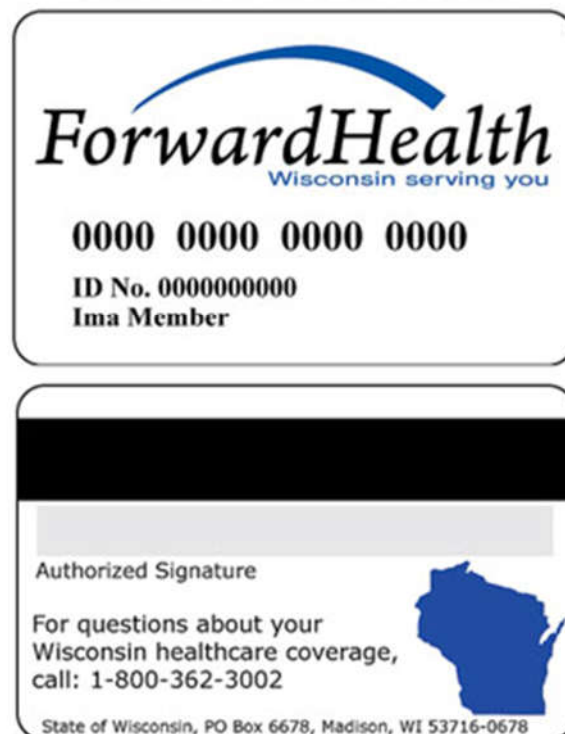 ForwardHealth
Wisconsin serving you
0000 0000 0000 0000
ID No. 0000000000
Ima Member
Authorized Signature
For questions about your
Wisconsin healthcare coverage,
call: 1-800-362-3002
State of Wisconsin, PO Box 6678, Madison, WI 53716-0678